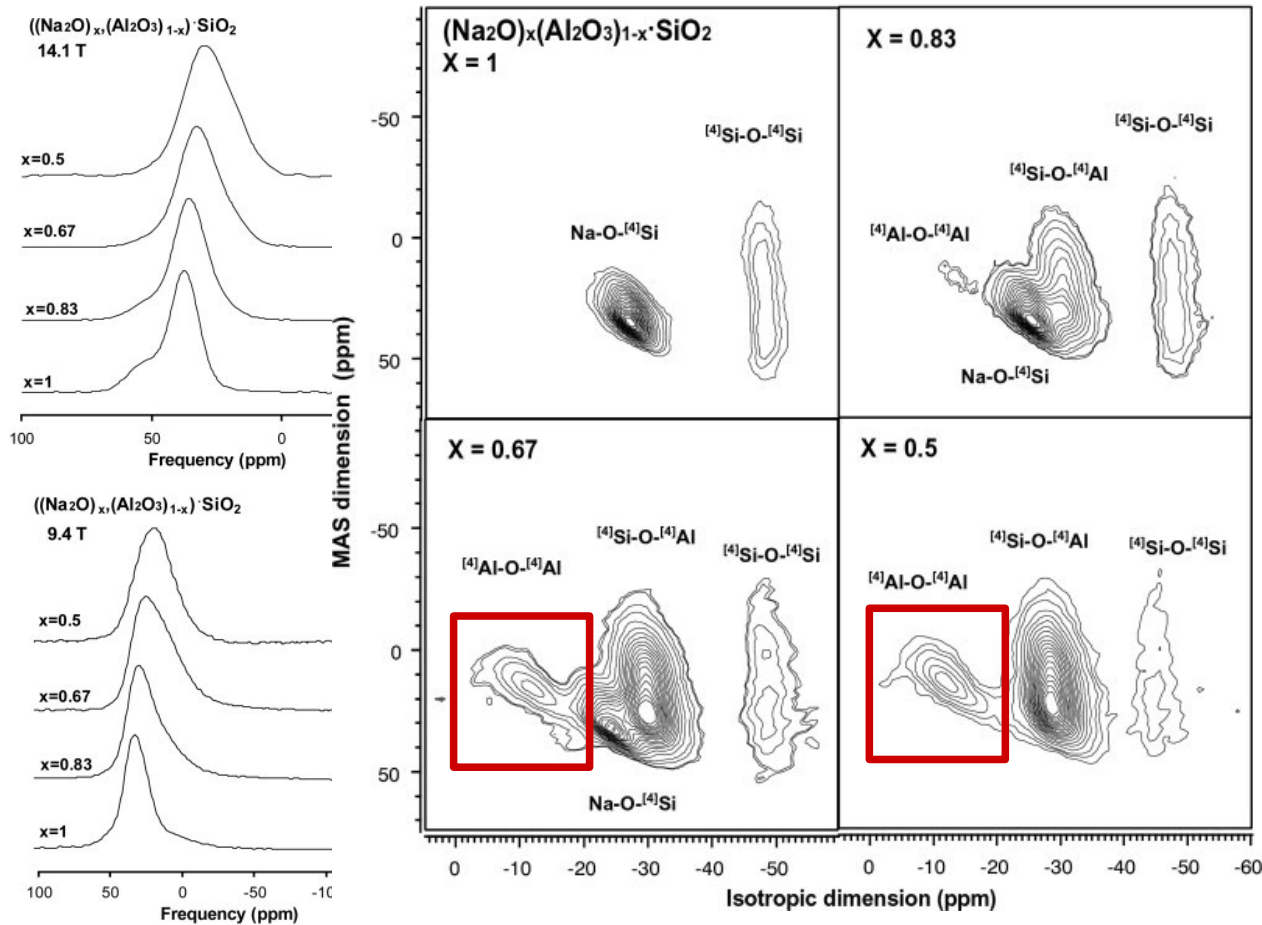 ((Na₂O)ₓ,(Al₂O₃)₁₋ₓ)·SiO₂
14.1 T
x=0.5
x=0.67
x=0.83
x=1
100 50 0
Frequency (ppm)
((Na₂O)ₓ,(Al₂O₃)₁₋ₓ)·SiO₂
9.4 T
x=0.5
x=0.67
x=0.83
x=1
100 50 0 -50 -10
Frequency (ppm)
MAS dimension (ppm)
(Na₂O)ₓ(Al₂O₃)₁₋ₓ·SiO₂
X = 1
-50
0
50
[4]Si-O-[4]Si
Na-O-[4]Si
X = 0.83
[4]Si-O-[4]Si
[4]Si-O-[4]Al
[4]Al-O-[4]Al
Na-O-[4]Si
X = 0.67
-50
0
50
[4]Si-O-[4]Al
[4]Al-O-[4]Al
[4]Si-O-[4]Si
Na-O-[4]Si
0 -10 -20 -30 -40 -50
X = 0.5
[4]Si-O-[4]Al
[4]Si-O-[4]Si
[4]Al-O-[4]Al
0 -10 -20 -30 -40 -50 -60
Isotropic dimension (ppm)